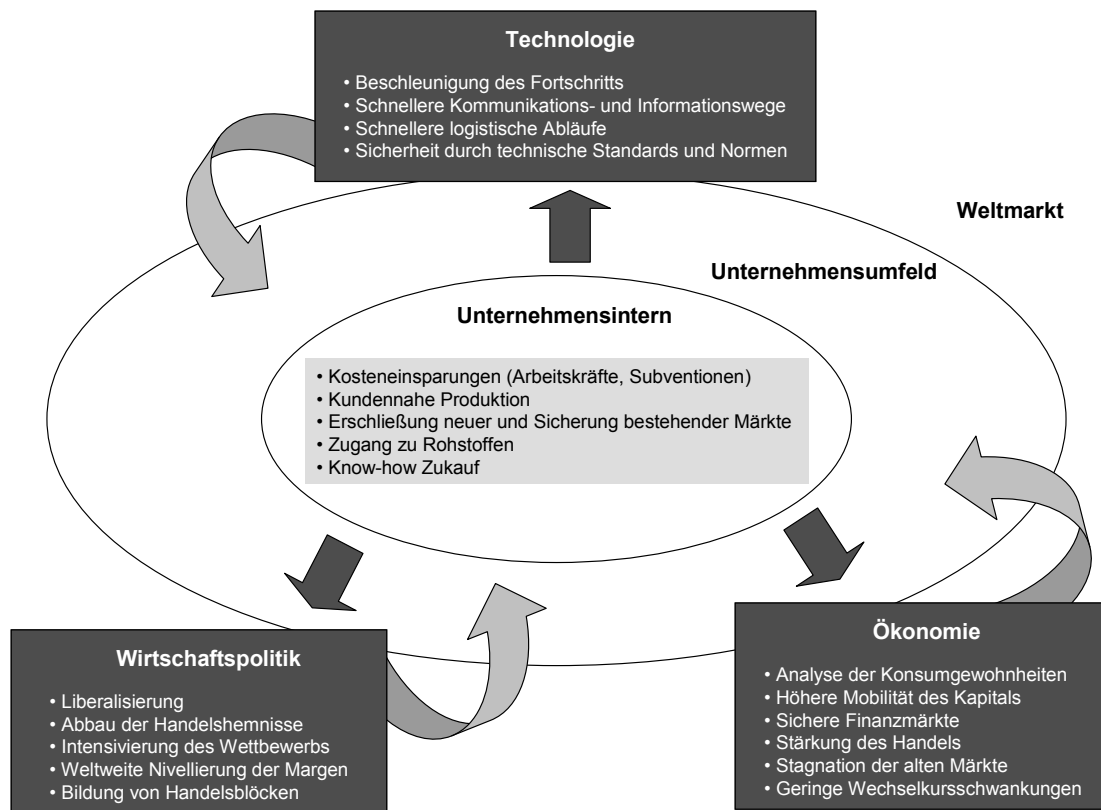 Technologie
• Beschleunigung des Fortschritts
• Schnellere Kommunikations- und Informationswege
• Schnellere logistische Abläufe
• Sicherheit durch technische Standards und Normen
Weltmarkt
Unternehmensumfeld
Unternehmensintern
• Kosteneinsparungen (Arbeitskräfte, Subventionen)
• Kundennahe Produktion
• Erschließung neuer und Sicherung bestehender Märkte
• Zugang zu Rohstoffen
• Know-how Zukauf
Wirtschaftspolitik
• Liberalisierung
• Abbau der Handelshemnisse
• Intensivierung des Wettbewerbs
• Weltweite Nivellierung der Margen
• Bildung von Handelsblöcken
Ökonomie
• Analyse der Konsumgewohnheiten
• Höhere Mobilität des Kapitals
• Sichere Finanzmärkte
• Stärkung des Handels
• Stagnation der alten Märkte
• Geringe Wechselkursschwankungen